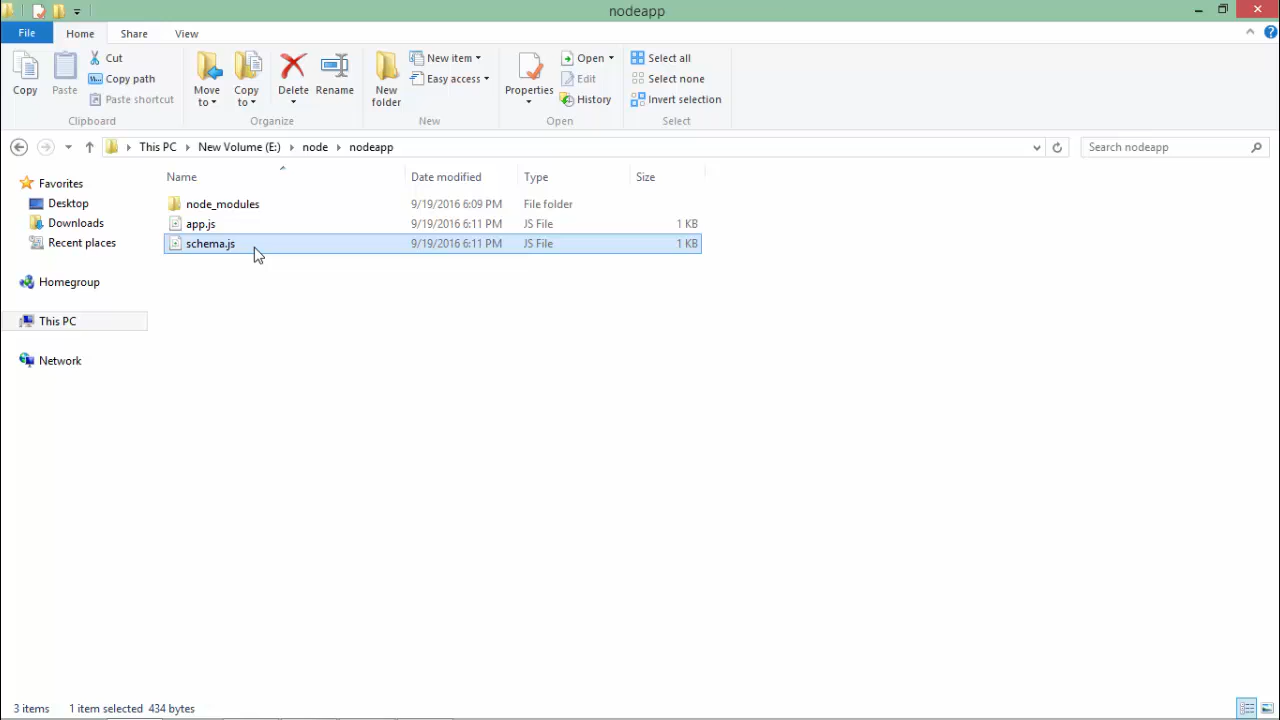 nodeapp
File Home Share View
Copy
Paste
Cut
Copy path
Paste shortcut
Clipboard
Move to
Copy to
Delete
Rename
Organize
New folder
New item
Easy access
New
Properties
Open
Edit
History
Open
Select all
Select none
Invert selection
Select
This PC New Volume (E:) node nodeapp
Search nodeapp
Name Date modified Type Size
node_modules 9/19/2016 6:09 PM File folder
app.js 9/19/2016 6:11 PM JS File 1 KB
schema.js 9/19/2016 6:11 PM JS File 1 KB
Favorites
Desktop
Downloads
Recent places
Homegroup
This PC
Network
3 items 1 item selected 434 bytes